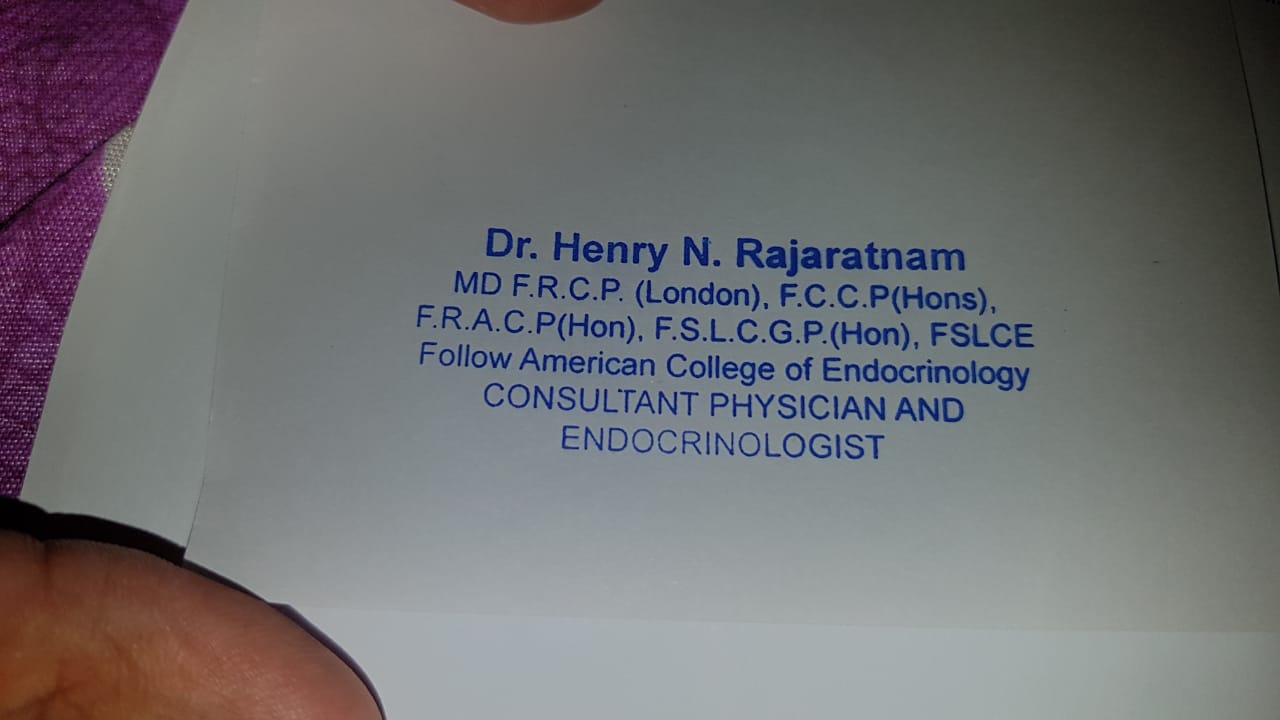 Dr. Henry N. Rajaratnam
MD F.R.C.P. (London), F.C.C.P(Hons),
F.R.A.C.P(Hon), F.S.L.C.G.P.(Hon), FSLCE
Follow American College of Endocrinology
CONSULTANT PHYSICIAN AND
ENDOCRINOLOGIST